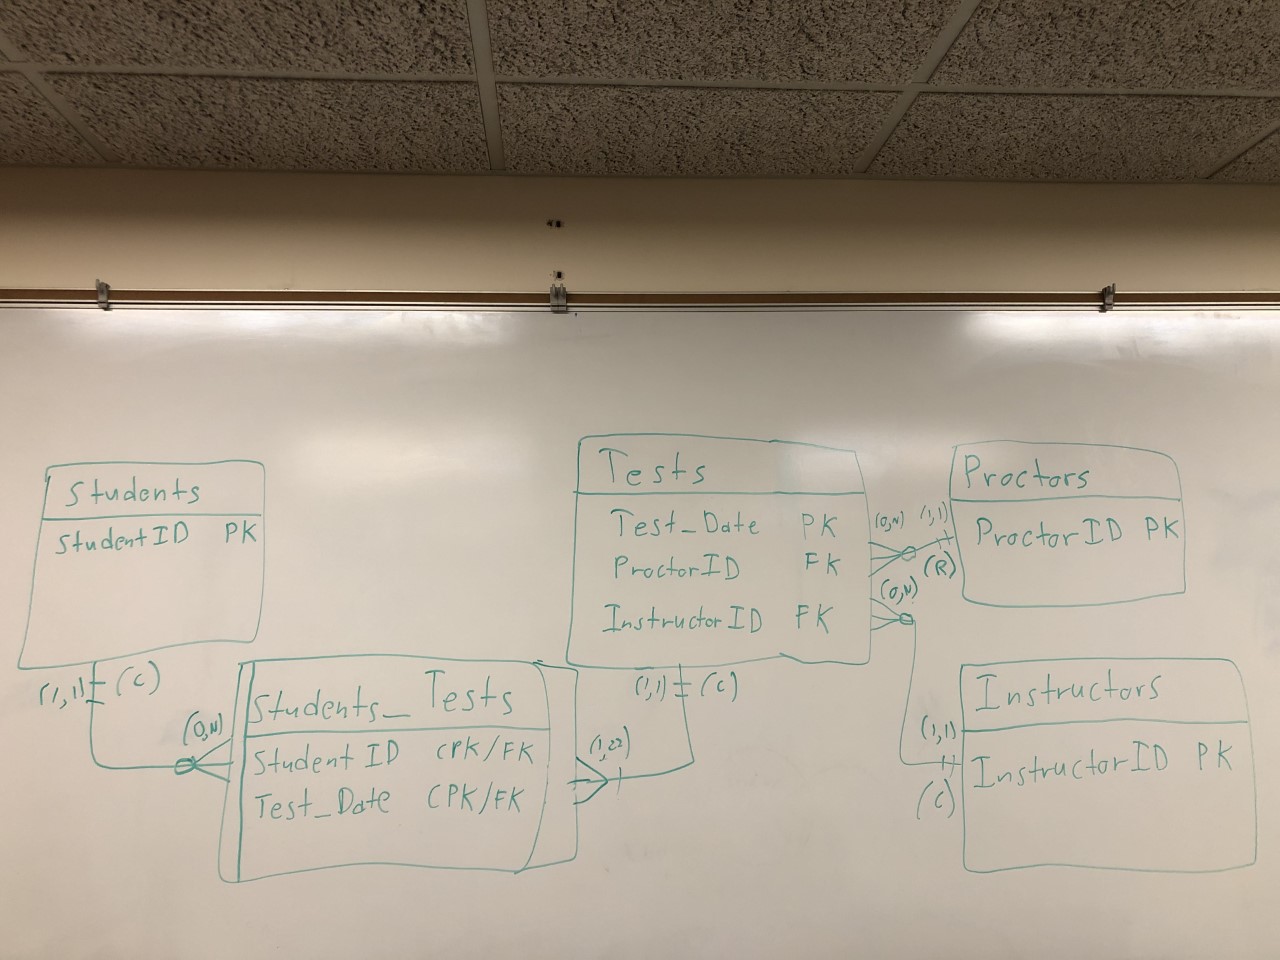 Students
StudentID PK
(1,1) (C)
(0,N)
Students_Tests
Student ID CPK/FK
Test_Date CPK/FK
(1,22)
(1,1) (C)
Tests
Test_Date PK
ProctorID FK
InstructorID FK
(0,N) (1,1)
(R)
(0,N)
Proctors
ProctorID PK
(1,1)
(C)
Instructors
InstructorID PK